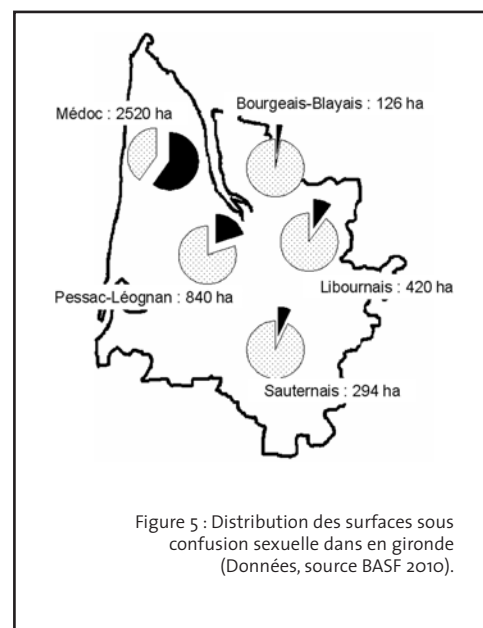 Médoc : 2520 ha
Bourgeais-Blayais : 126 ha
Pessac-Léognan : 840 ha
Libournais : 420 ha
Sauternais : 294 ha
Figure 5 : Distribution des surfaces sous
confusion sexuelle dans en gironde
(Données, source BASF 2010).